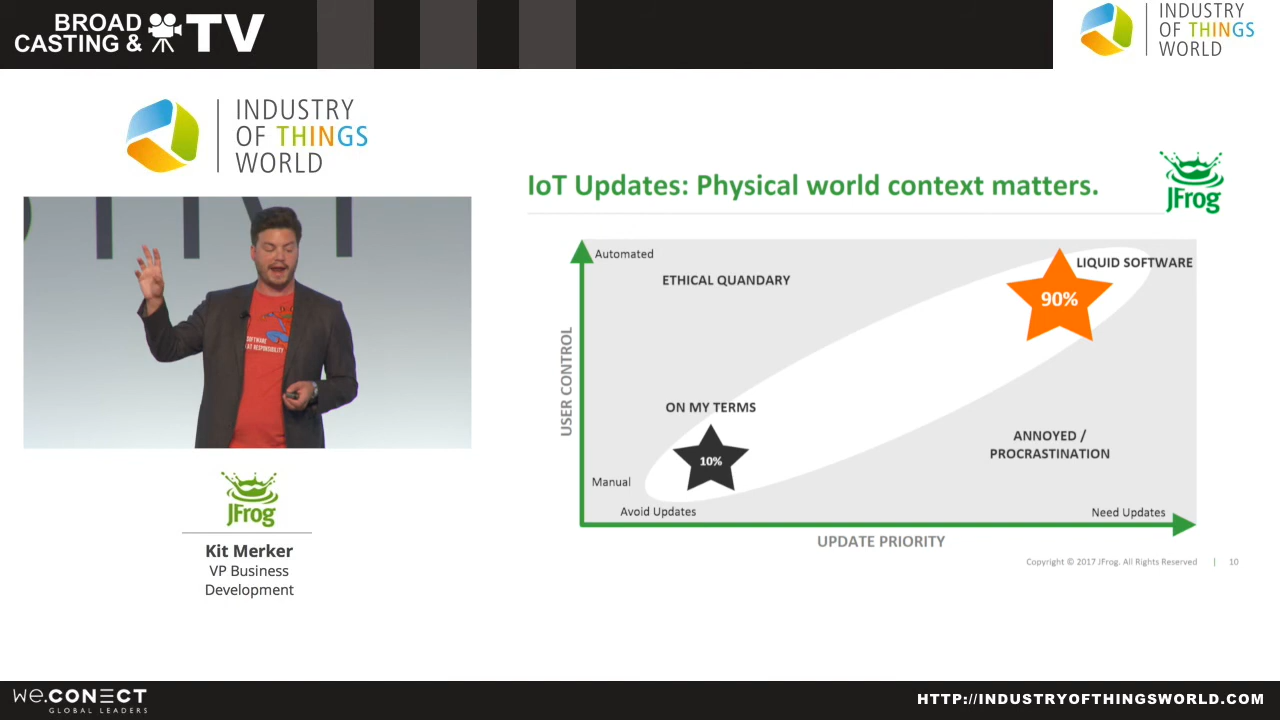 BROAD
CASTING & TV
INDUSTRY
OF THINGS
WORLD
INDUSTRY
OF THINGS
WORLD
SOFTWARE
RESPONSIBILITY
JFrog
Kit Merker
VP Business
Development
IoT Updates: Physical world context matters.
JFrog
Automated
ETHICAL QUANDARY
LIQUID SOFTWARE
90%
USER CONTROL
ON MY TERMS
10%
ANNOYED /
PROCRASTINATION
Manual
Avoid Updates
Need Updates
UPDATE PRIORITY
Copyright © 2017 JFrog. All Rights Reserved | 10
we.CONECT
GLOBAL LEADERS
HTTP://INDUSTRYOFTHINGSWORLD.COM